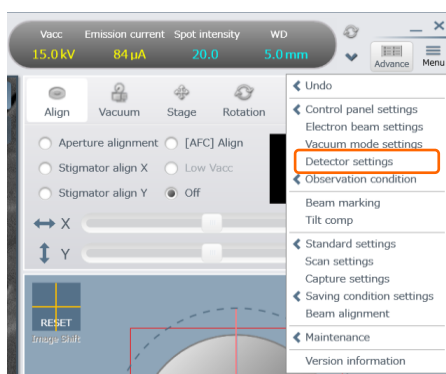 Vacc Emission current Spot intensity WD
15.0 kV 84 µA 20.0 5.0 mm
Advance Menu
Align Vacuum Stage Rotation
Aperture alignment [AFC] Align
Stigmator align X Low Vacc
Stigmator align Y Off
X
Y
RESET
Image Shift
Undo
Control panel settings
Electron beam settings
Vacuum mode settings
Detector settings
Observation condition
Beam marking
Tilt comp
Standard settings
Scan settings
Capture settings
Saving condition settings
Beam alignment
Maintenance
Version information